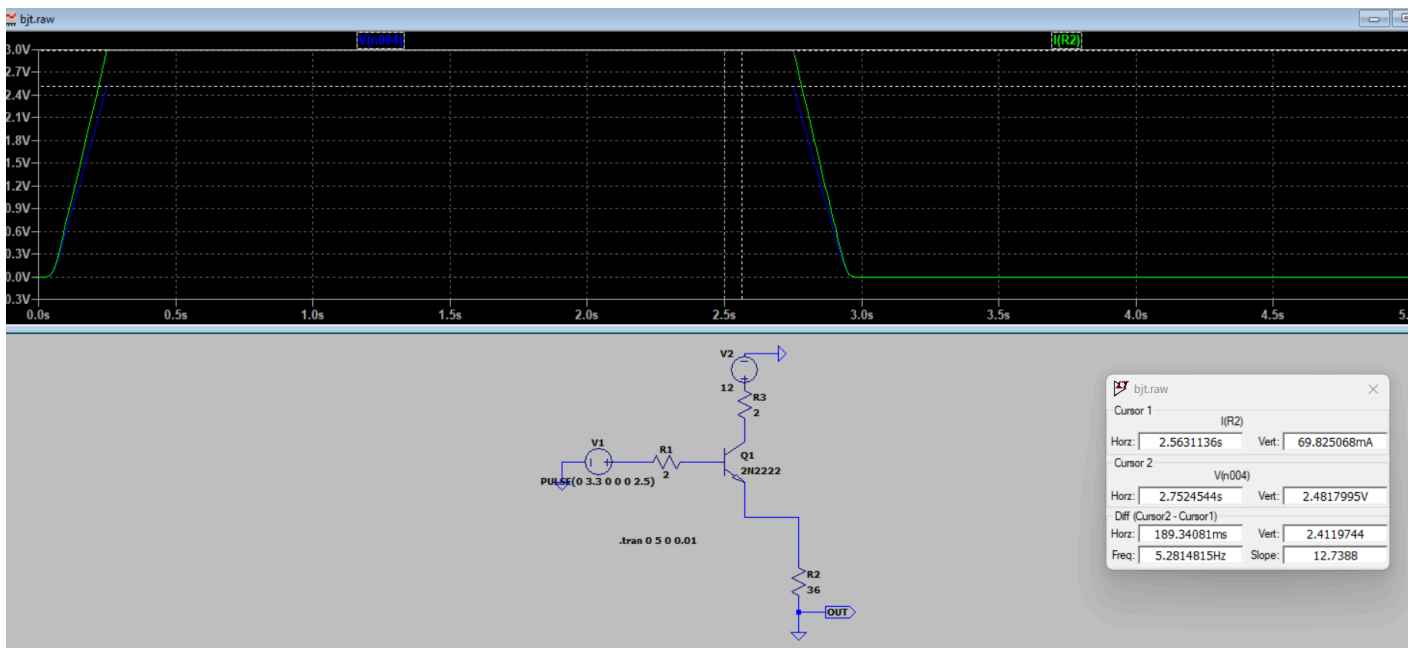 bjt.raw
V(n004) I(R2)
3.0V
2.7V
2.4V
2.1V
1.8V
1.5V
1.2V
0.9V
0.6V
0.3V
0.0V
0.3V
0.0s 0.5s 1.0s 1.5s 2.0s 2.5s 3.0s 3.5s 4.0s 4.5s 5.
V2
12
R3
2
V1
R1
2
Q1
2N2222
PULSE(0 3.3 0 0 0 2.5)
.tran 0 5 0 0.01
R2
36
OUT
bjt.raw
Cursor 1
I(R2)
Horz: 2.5631136s Vert: 69.825068mA
Cursor 2
V(n004)
Horz: 2.7524544s Vert: 2.4817995V
Diff (Cursor2 - Cursor1)
Horz: 189.34081ms Vert: 2.4119744
Freq: 5.2814815Hz Slope: 12.7388